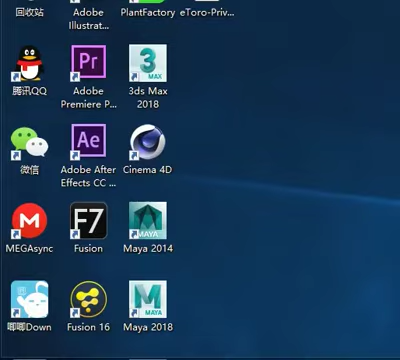 回收站
Adobe
Illustrat...
PlantFactory
eToro-Priv...
腾讯QQ
Pr
Adobe
Premiere P...
3
MAX
3ds Max
2018
微信
Ae
Adobe After
Effects CC ...
Cinema 4D
M
MEGAsync
F7
Fusion
MAYA
Maya 2014
唧唧Down
Fusion 16
M
MAYA
Maya 2018